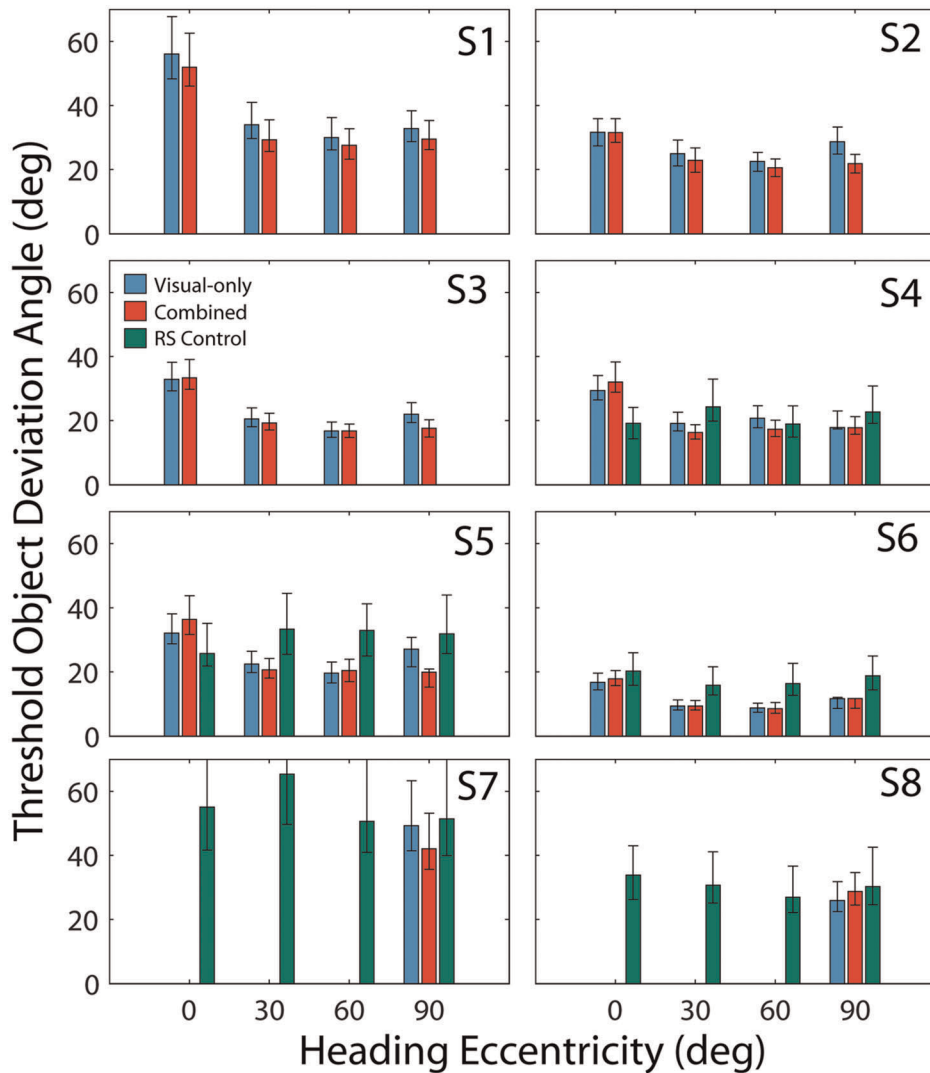 S1
S2
60
40
20
0
S3
S4
Visual-only
Combined
RS Control
60
40
20
0
S5
S6
60
40
20
0
S7
S8
60
40
20
0
0 30 60 90
0 30 60 90
Threshold Object Deviation Angle (deg)
Heading Eccentricity (deg)